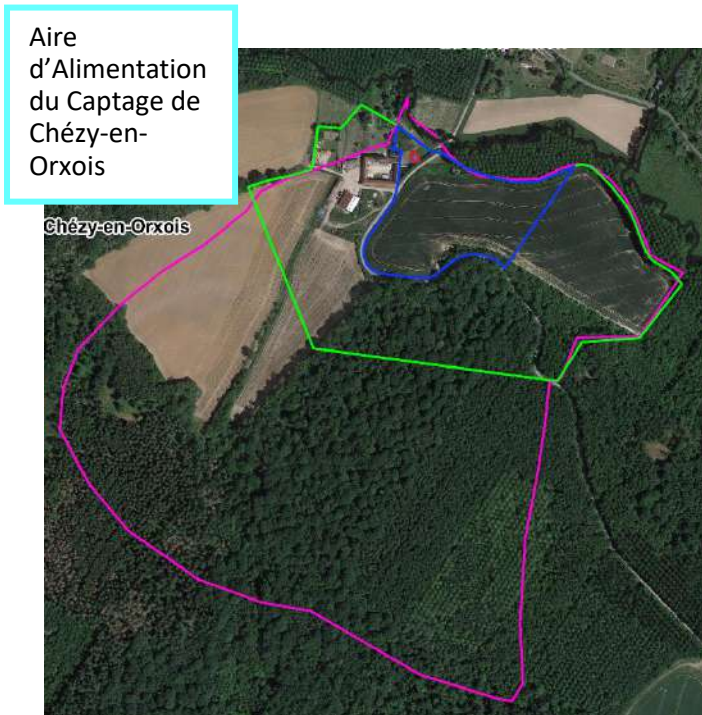 Aire
d’Alimentation
du Captage de
Chézy-en-
Orxois
Chézy-en-Orxois